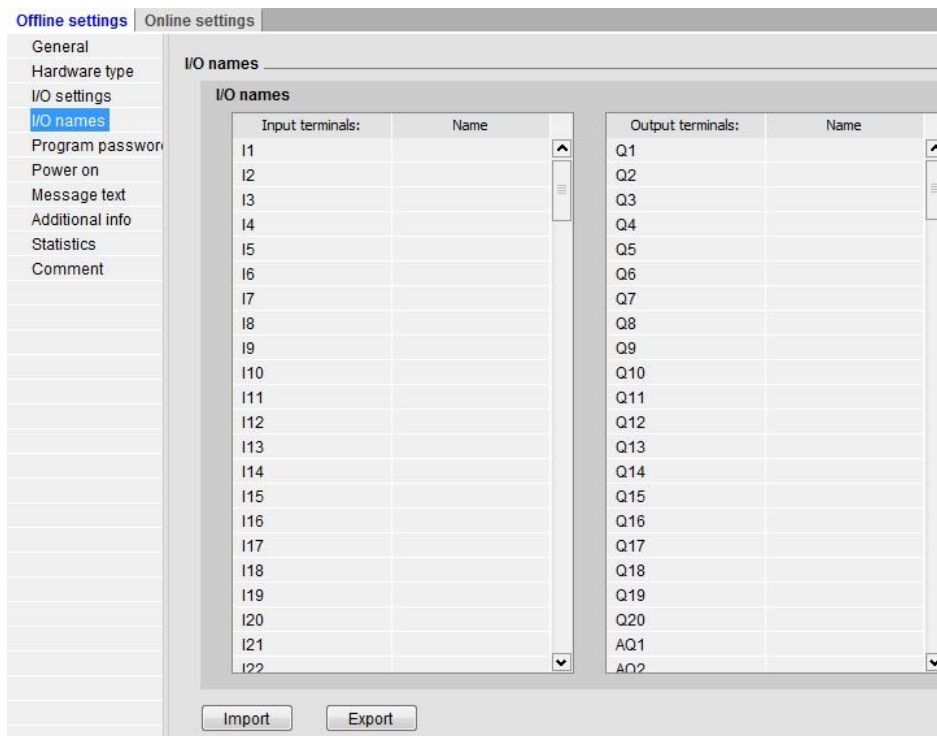 Offline settings
Online settings
General
Hardware type
I/O settings
I/O names
Program passwor
Power on
Message text
Additional info
Statistics
Comment
I/O names
I/O names
Input terminals: Name
I1
I2
I3
I4
I5
I6
I7
I8
I9
I10
I11
I12
I13
I14
I15
I16
I17
I18
I19
I20
I21
I22
Output terminals: Name
Q1
Q2
Q3
Q4
Q5
Q6
Q7
Q8
Q9
Q10
Q11
Q12
Q13
Q14
Q15
Q16
Q17
Q18
Q19
Q20
AQ1
AQ2
Import
Export